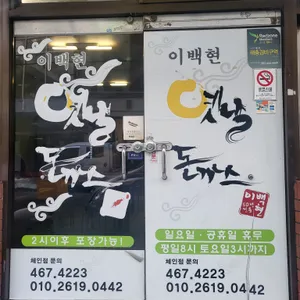 이백현
옛날
돈까스
2시이후 포장가능!
체인점 문의
467.4223
010.2619.0442
이백현
옛날
돈까스
이백현
일요일·공휴일 휴무
평일8시 토요일3시까지
체인점 문의
467.4223
010.2619.0442